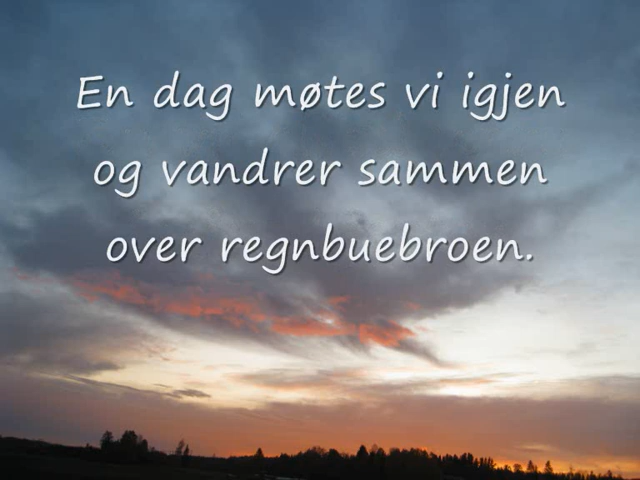 En dag møtes vi igjen
og vandrer sammen
over regnbuebroen.